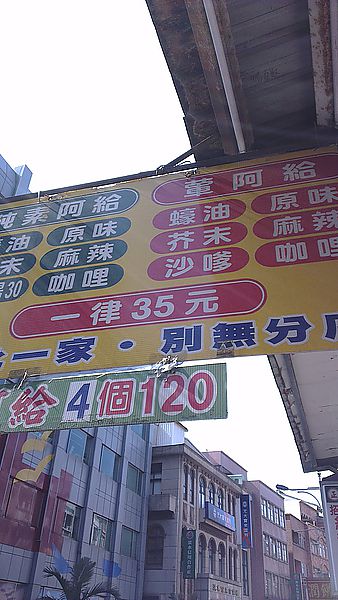 純素阿給
葷阿給
油 原味
蠔油 原味
末 麻辣
芥末 麻辣
30 咖哩
沙嗲 咖哩
一律35元
一家·別無分店
阿給4個120